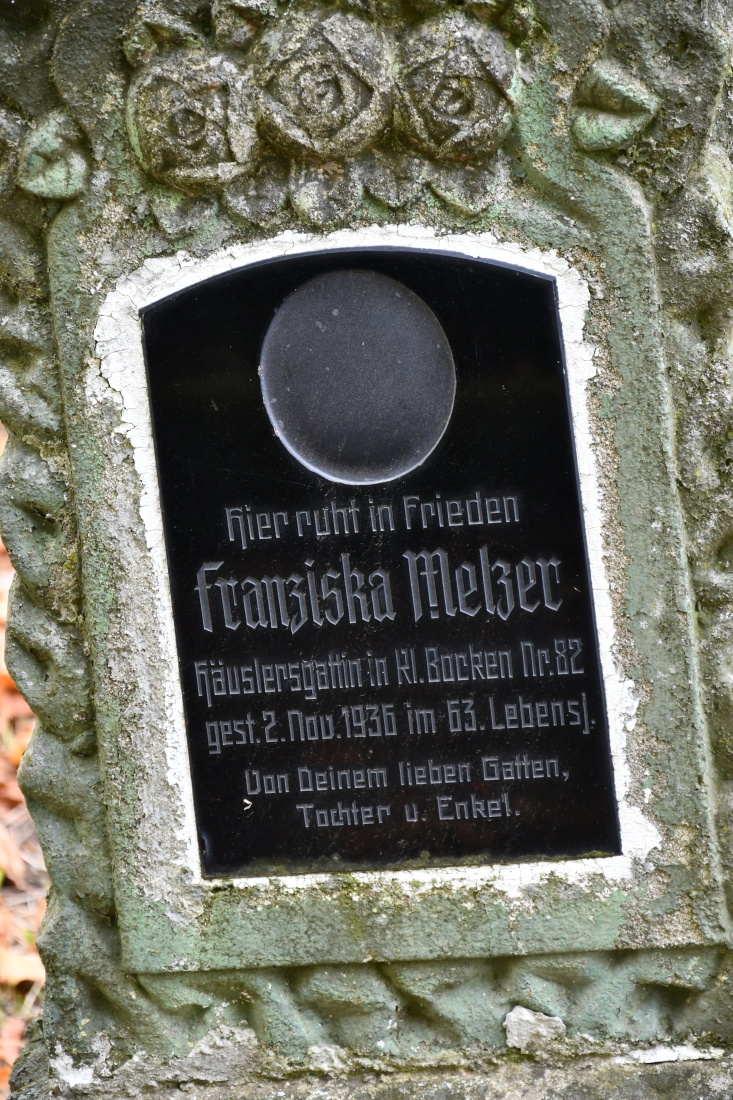 Hier ruht in Frieden
Franziska Melzer
Häuslersgattin in Kl. Bocken Nr. 82
gest. 2. Nov. 1936 im 63. Lebensj.
Von Deinem lieben Gatten,
Tochter u. Enkel.